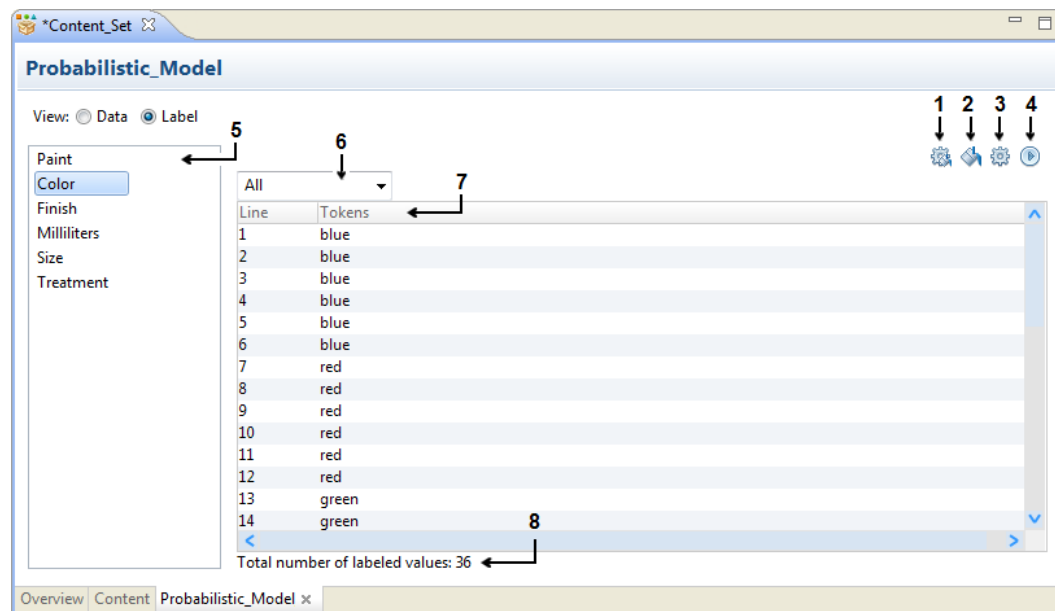 *Content_Set
Probabilistic_Model
View: Data Label
1 2 3 4
5
6
7
Paint
Color
Finish
Milliliters
Size
Treatment
All
Line Tokens
1 blue
2 blue
3 blue
4 blue
5 blue
6 blue
7 red
8 red
9 red
10 red
11 red
12 red
13 green
14 green
8
Total number of labeled values: 36
Overview Content Probabilistic_Model